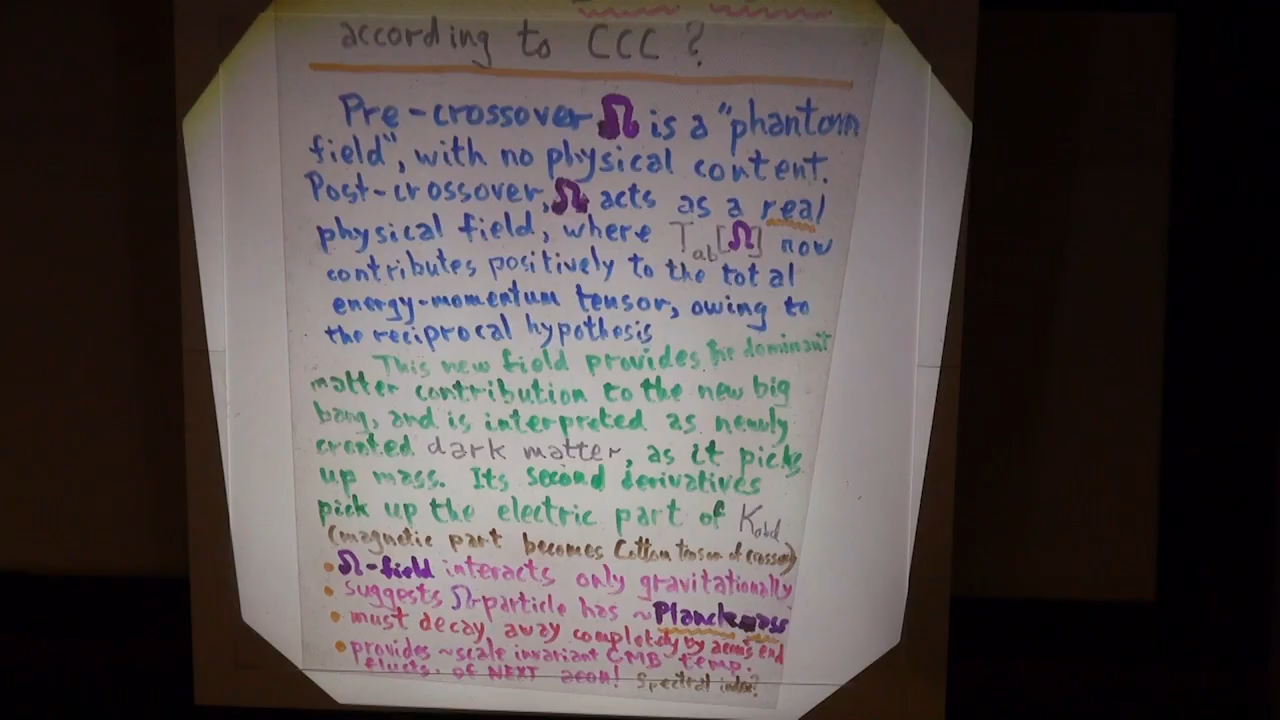 according to CCC?
Pre-crossover Ω is a "phantom
field", with no physical content.
Post-crossover, Ω acts as a real
physical field, where Tab[Ω] now
contributes positively to the total
energy-momentum tensor, owing to
the reciprocal hypothesis
This new field provides the dominant
matter contribution to the new big
bang, and is interpreted as newly
created dark matter, as it picks
up mass. Its second derivatives
pick up the electric part of Kabcd
(magnetic part becomes Cotton tensor of crossover)
• Ω-field interacts only gravitationally
• suggests Ω-particle has ~Planck mass
• must decay away completely by aeon's end
• provides ~scale invariant CMB temp.
flucts. of NEXT aeon! Spectral index?